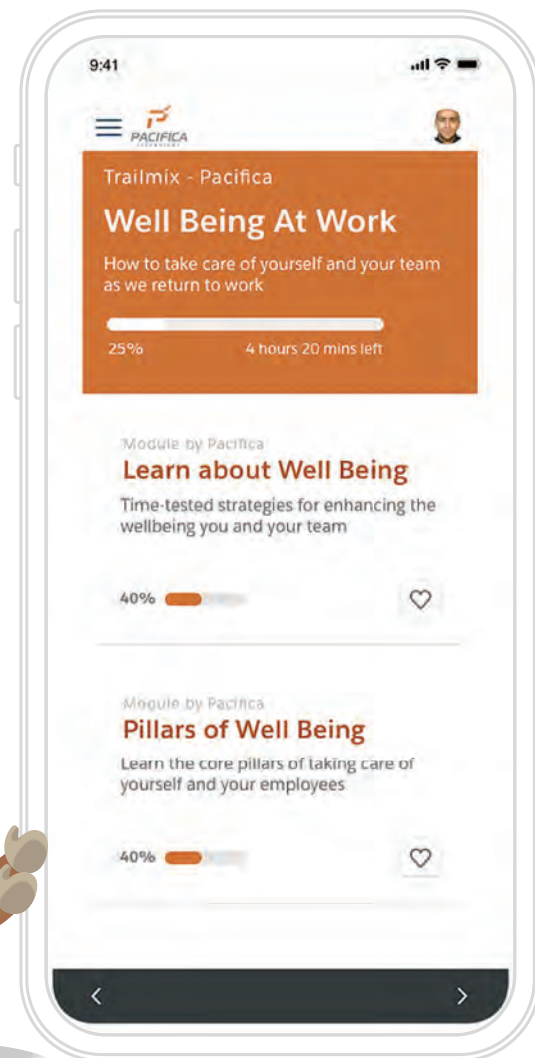 9:41
PACIFICA
Trailmix - Pacifica
Well Being At Work
How to take care of yourself and your team
as we return to work
25% 4 hours 20 mins left
Module by Pacifica
Learn about Well Being
Time-tested strategies for enhancing the
wellbeing you and your team
40%
Module by Pacifica
Pillars of Well Being
Learn the core pillars of taking care of
yourself and your employees
40%